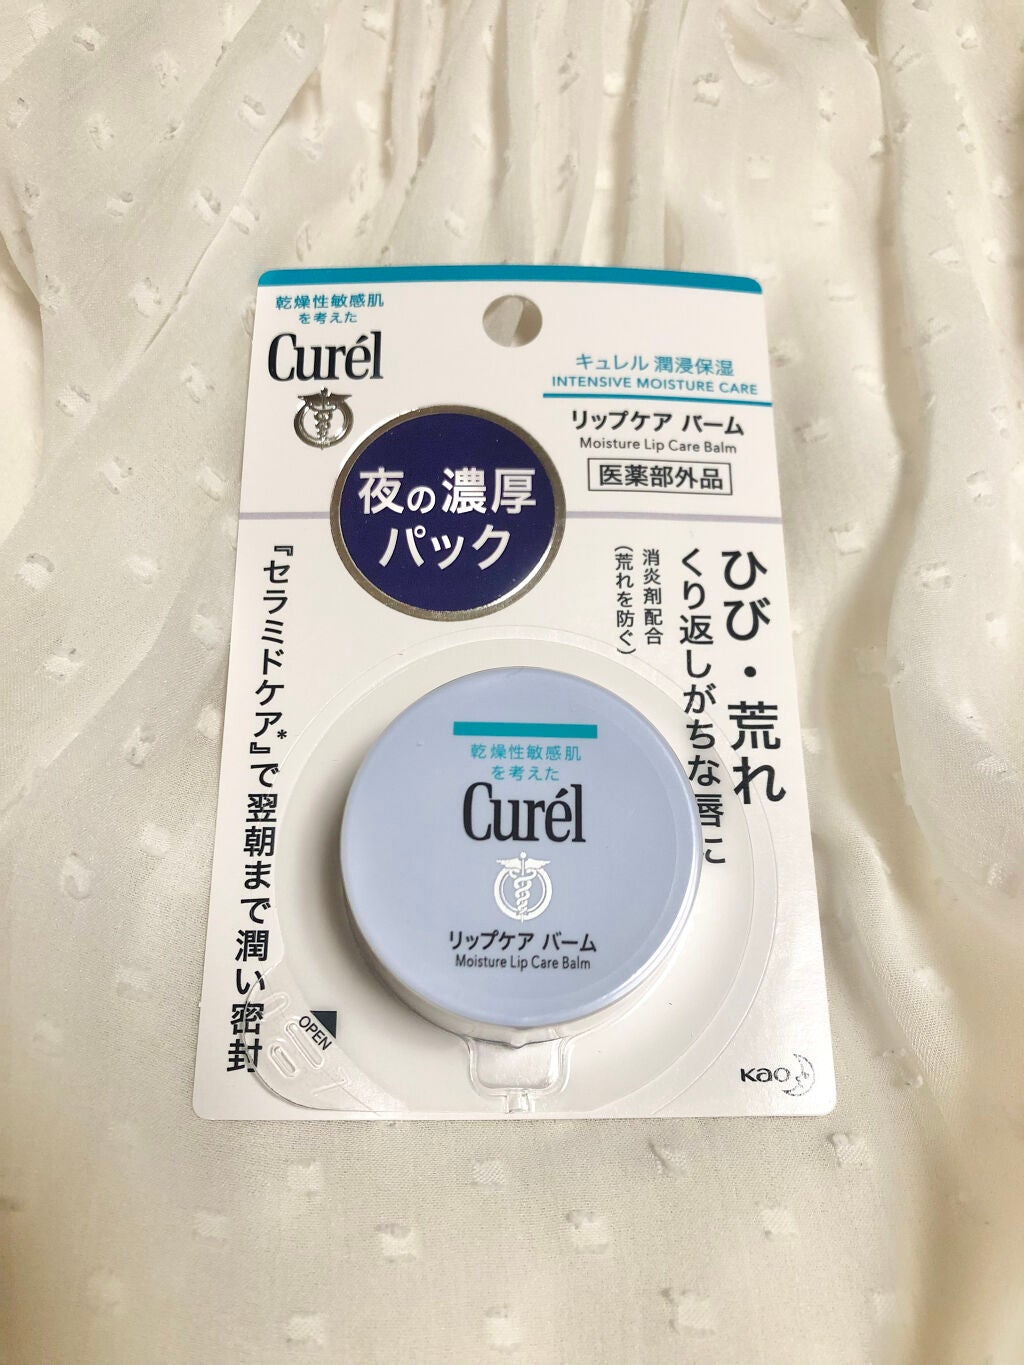 乾燥性敏感肌
を考えた
Curél
キュレル 潤浸保湿
INTENSIVE MOISTURE CARE
リップケア バーム
Moisture Lip Care Balm
医薬部外品
夜の濃厚
パック
ひび・荒れ
くり返しがちな唇に
消炎剤配合
(荒れを防ぐ)
『セラミドケア*』で翌朝まで潤い密封
乾燥性敏感肌
を考えた
Curél
リップケア バーム
Moisture Lip Care Balm
OPEN
Kao